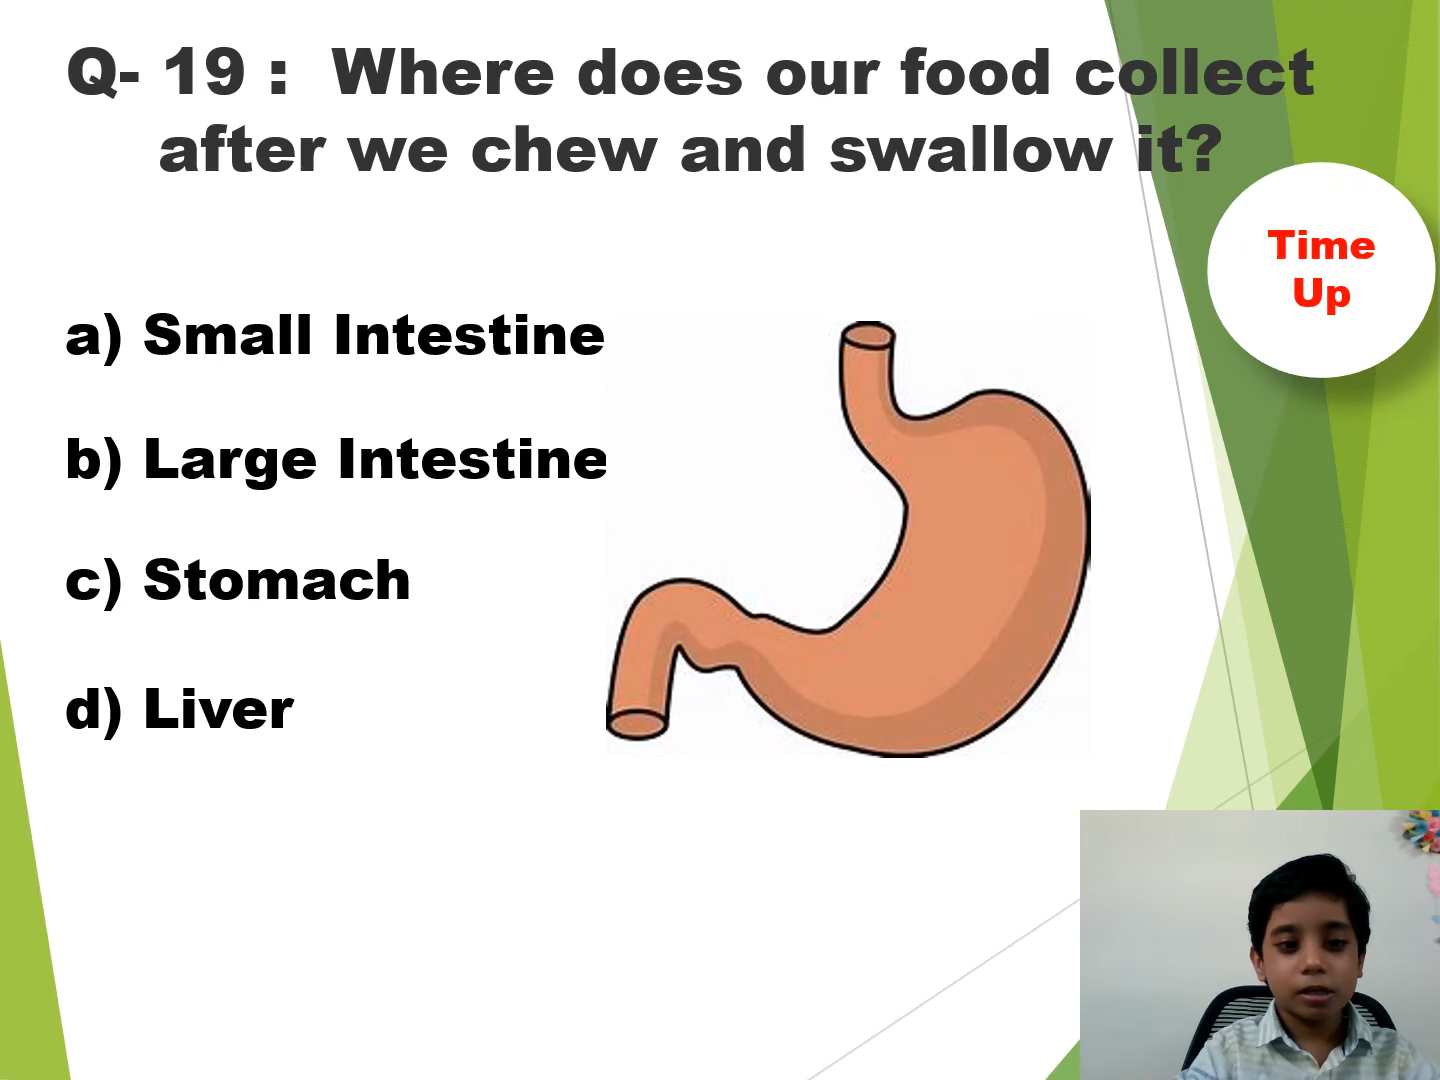 Q- 19 :  Where does our food collect
after we chew and swallow it?
Time
Up
a) Small Intestine
b) Large Intestine
c) Stomach
d) Liver